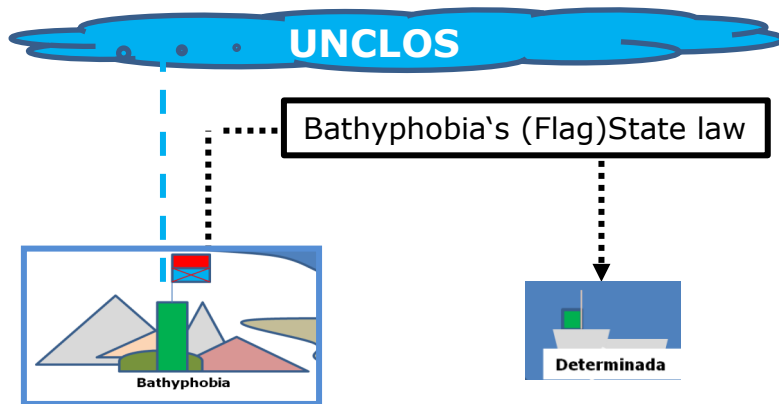 UNCLOS
Bathyphobia‘s (Flag)State law
Bathyphobia
Determinada